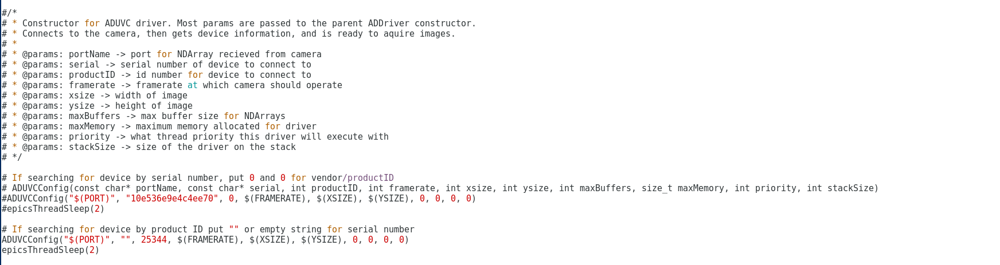 #/*
# * Constructor for ADUVC driver. Most params are passed to the parent ADDriver constructor.
# * Connects to the camera, then gets device information, and is ready to aquire images.
# *
# * @params: portName -> port for NDArray recieved from camera
# * @params: serial -> serial number of device to connect to
# * @params: productID -> id number for device to connect to
# * @params: framerate -> framerate at which camera should operate
# * @params: xsize -> width of image
# * @params: ysize -> height of image
# * @params: maxBuffers -> max buffer size for NDArrays
# * @params: maxMemory -> maximum memory allocated for driver
# * @params: priority -> what thread priority this driver will execute with
# * @params: stackSize -> size of the driver on the stack
# */

# If searching for device by serial number, put 0 and 0 for vendor/productID
# ADUVCConfig(const char* portName, const char* serial, int productID, int framerate, int xsize, int ysize, int maxBuffers, size_t maxMemory, int priority, int stackSize)
#ADUVCConfig("$(PORT)", "10e536e9e4c4ee70", 0, $(FRAMERATE), $(XSIZE), $(YSIZE), 0, 0, 0, 0)
#epicsThreadSleep(2)

# If searching for device by product ID put "" or empty string for serial number
ADUVCConfig("$(PORT)", "", 25344, $(FRAMERATE), $(XSIZE), $(YSIZE), 0, 0, 0, 0)
epicsThreadSleep(2)